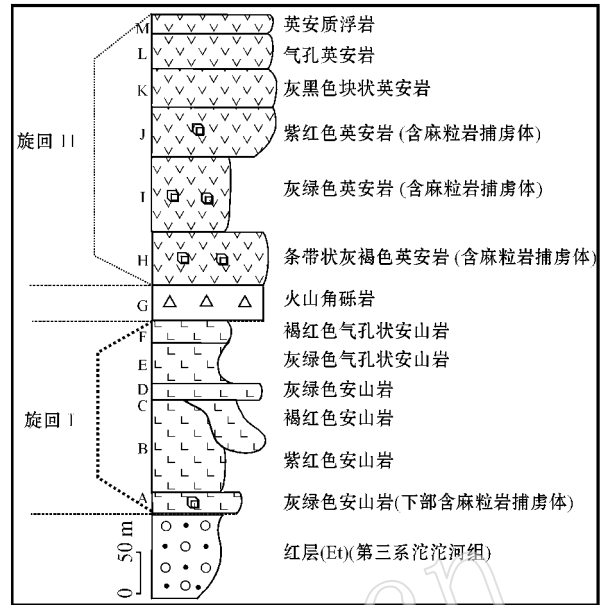 M 英安质浮岩
L 气孔英安岩
K 灰黑色块状英安岩
J 紫红色英安岩 (含麻粒岩捕虏体)
旋回 II
I 灰绿色英安岩 (含麻粒岩捕虏体)
H 条带状灰褐色英安岩 (含麻粒岩捕虏体)
G 火山角砾岩
F 褐红色气孔状安山岩
E 灰绿色气孔状安山岩
D 灰绿色安山岩
C 褐红色安山岩
旋回 I
B 紫红色安山岩
A 灰绿色安山岩(下部含麻粒岩捕虏体)
红层(Et)(第三系沱沱河组)
0 50 m